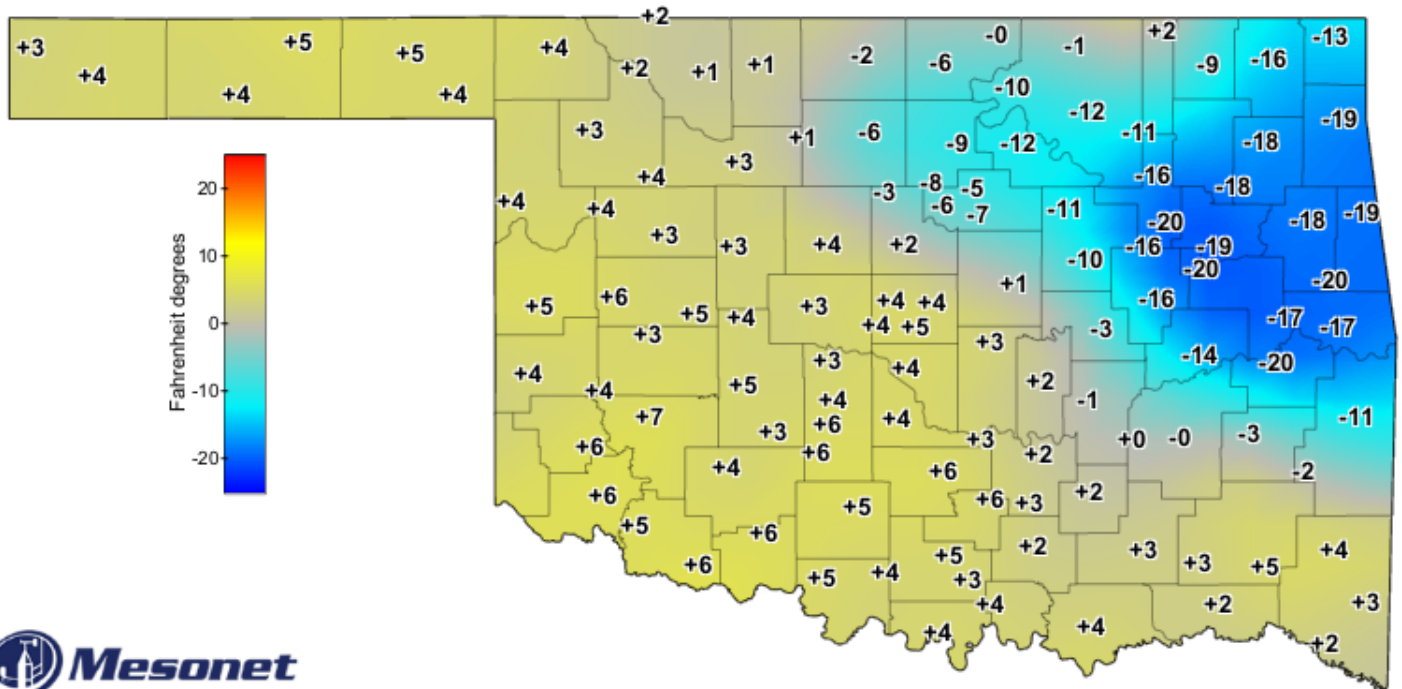 +2
+3 +5 +5 +4 -2 -0 -1 +2 -13
+4 +2 +1 +1 -6 -9 -16
+4 +4 -10
+3 +1 -6 -9 -12 -12 -11 -18 -19
+3
20 +4 -3 -8 -5 -16 -18
+4 +4 -6 -7 -11 -20 -18 -19
+3 +3 +4 +2 -16 -19
10 -10 -20
+1 -20
+5 +6 +3 +4 +4 -16
+5 +4 -17
0 +3 +4 +5 +3 -3 -17
+3 +4 -14 -20
+4 +5 +2
-10 +4 +4 -1
+7 +6 +4 -11
+6 +3 +3 +0 -0 -3
-20 +4 +6 +6 +2 -2
+6 +5 +6 +3 +2
+5 +6 +2 +3 +4
+6 +5 +3 +5
+5 +4 +3
+4 +2 +3
+4 +4 +2
Fahrenheit degrees
Mesonet